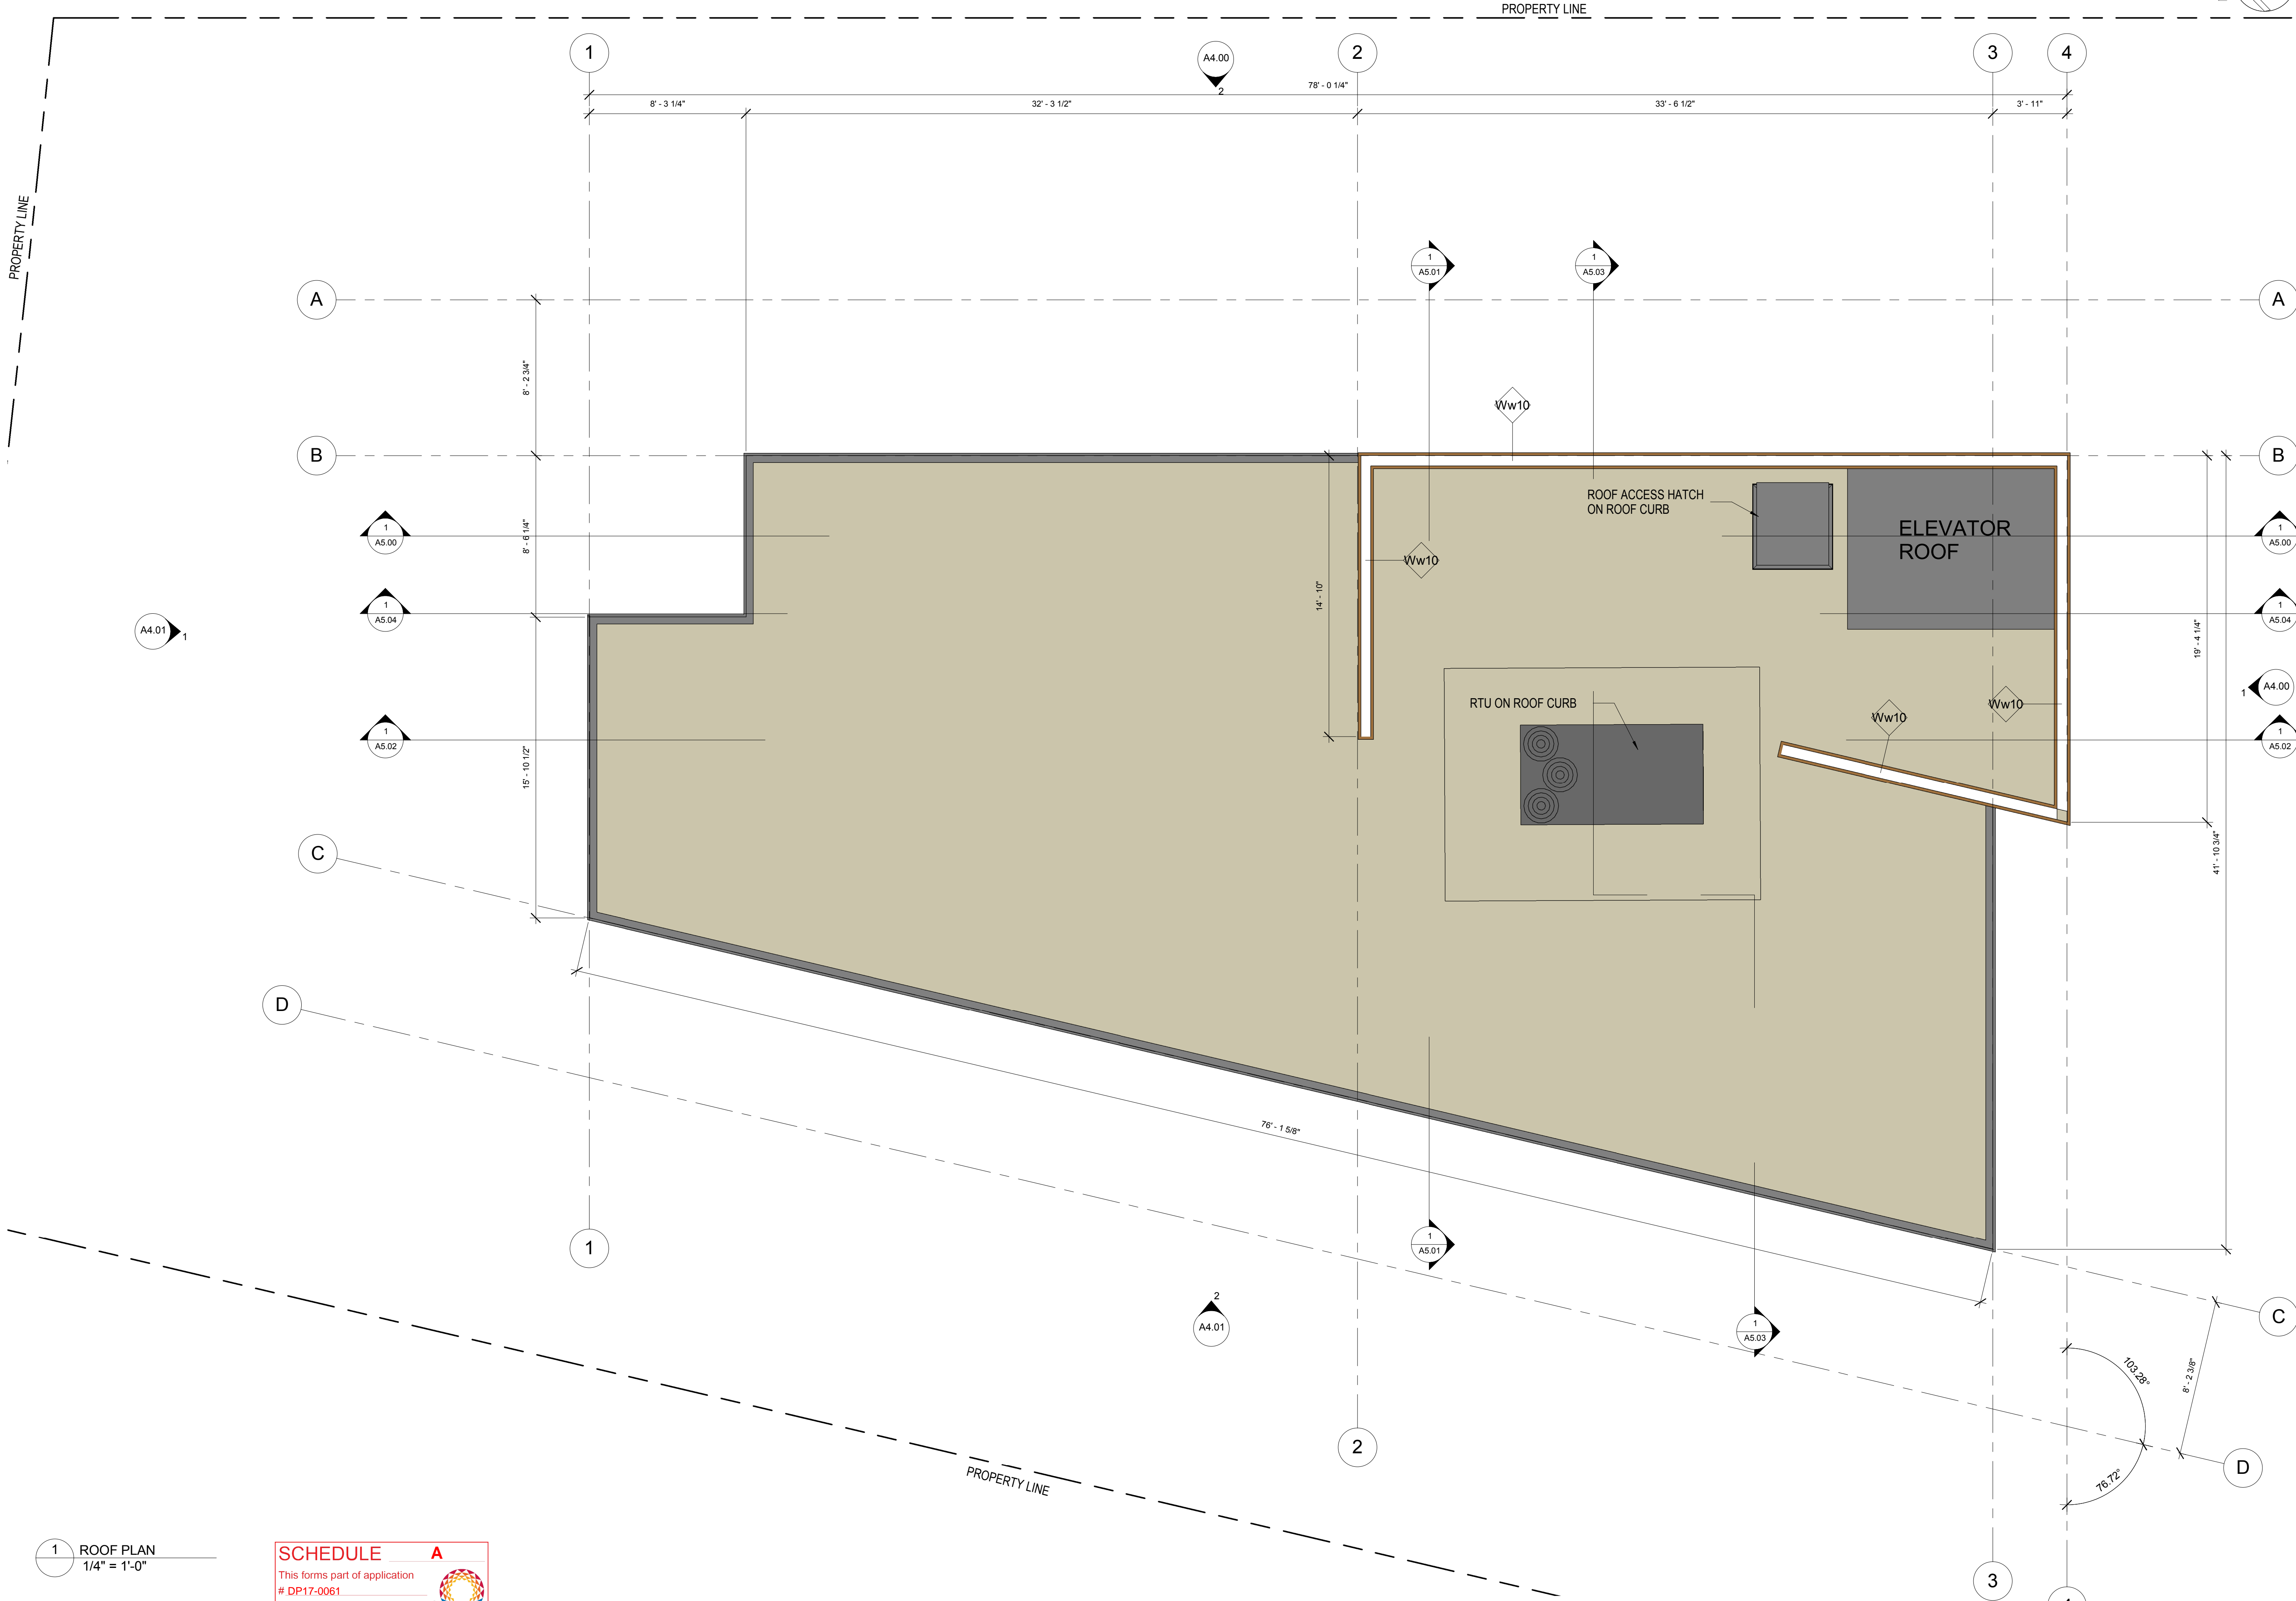 PROPERTY LINE
1
A4.00
2
2
3
4
78' - 0 1/4"
8' - 3 1/4"
32' - 3 1/2"
33' - 6 1/2"
3' - 11"
PROPERTY LINE
1
A5.01
1
A5.03
A
A
8' - 2 3/4"
Ww10
B
B
ROOF ACCESS HATCH
ON ROOF CURB
ELEVATOR
ROOF
1
A5.00
8' - 6 1/4"
1
A5.00
Ww10
14' - 10"
1
A5.04
1
A5.04
A4.01
1
19' - 4 1/4"
1
A4.00
RTU ON ROOF CURB
Ww10
Ww10
1
A5.02
1
A5.02
15' - 10 1/2"
C
41' - 10 3/4"
D
76' - 1 5/8"
1
1
A5.01
2
A4.01
1
A5.03
C
103.28°
8' - 2 3/8"
2
D
76.72°
PROPERTY LINE
1
ROOF PLAN
1/4" = 1'-0"
SCHEDULE A
This forms part of application
# DP17-0061
3